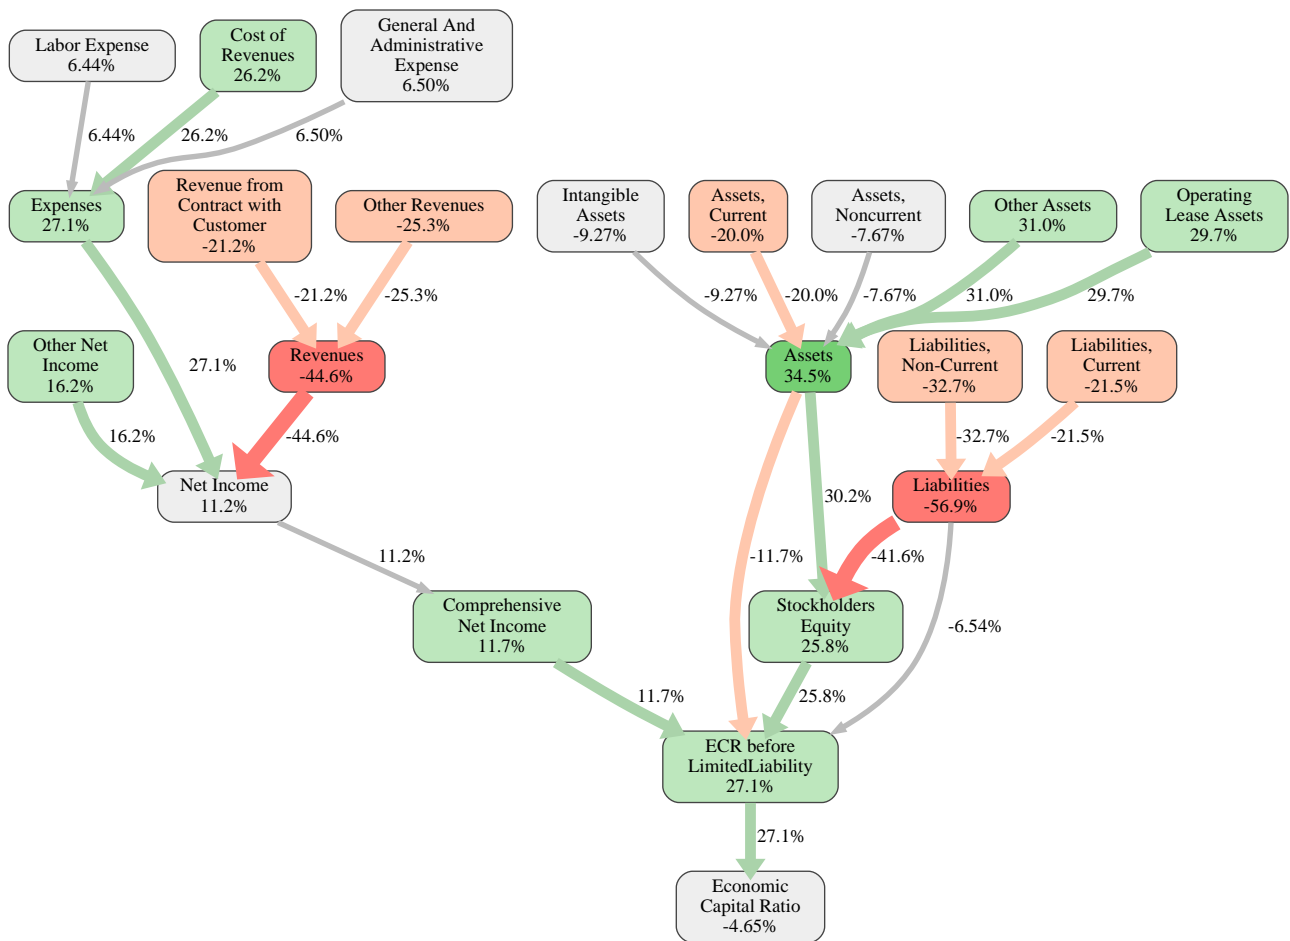 Labor Expense
6.44%
Cost of
Revenues
26.2%
General And
Administrative
Expense
6.50%
6.44%
26.2%
6.50%
Expenses
27.1%
Revenue from
Contract with
Customer
-21.2%
Other Revenues
-25.3%
Intangible
Assets
-9.27%
Assets,
Current
-20.0%
Assets,
Noncurrent
-7.67%
Other Assets
31.0%
Operating
Lease Assets
29.7%
-21.2%
-25.3%
-9.27%
-20.0%
-7.67%
31.0%
29.7%
Other Net
Income
16.2%
27.1%
Revenues
-44.6%
Assets
34.5%
Liabilities,
Non-Current
-32.7%
Liabilities,
Current
-21.5%
16.2%
-44.6%
-32.7%
-21.5%
Net Income
11.2%
30.2%
Liabilities
-56.9%
11.2%
-11.7%
-41.6%
Comprehensive
Net Income
11.7%
Stockholders
Equity
25.8%
-6.54%
11.7%
25.8%
ECR before
LimitedLiability
27.1%
27.1%
Economic
Capital Ratio
-4.65%